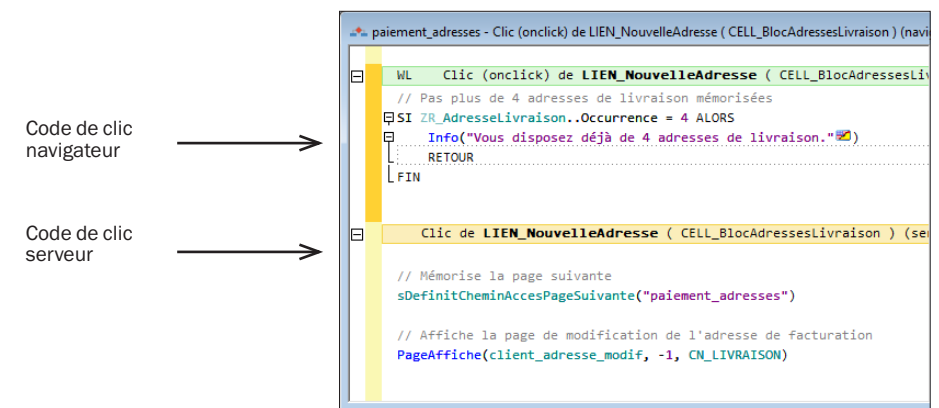 paiement_adresses - Clic (onclick) de LIEN_NouvelleAdresse ( CELL_BlocAdressesLivraison ) (navi
WL Clic (onclick) de LIEN_NouvelleAdresse ( CELL_BlocAdressesLiv
// Pas plus de 4 adresses de livraison mémorisées
SI ZR_AdresseLivraison..Occurrence = 4 ALORS
Info("Vous disposez déjà de 4 adresses de livraison.")
RETOUR
FIN
Code de clic
navigateur
Clic de LIEN_NouvelleAdresse ( CELL_BlocAdressesLivraison ) (se
Code de clic
serveur
// Mémorise la page suivante
sDefinitCheminAccesPageSuivante("paiement_adresses")
// Affiche la page de modification de l'adresse de facturation
PageAffiche(client_adresse_modif, -1, CN_LIVRAISON)